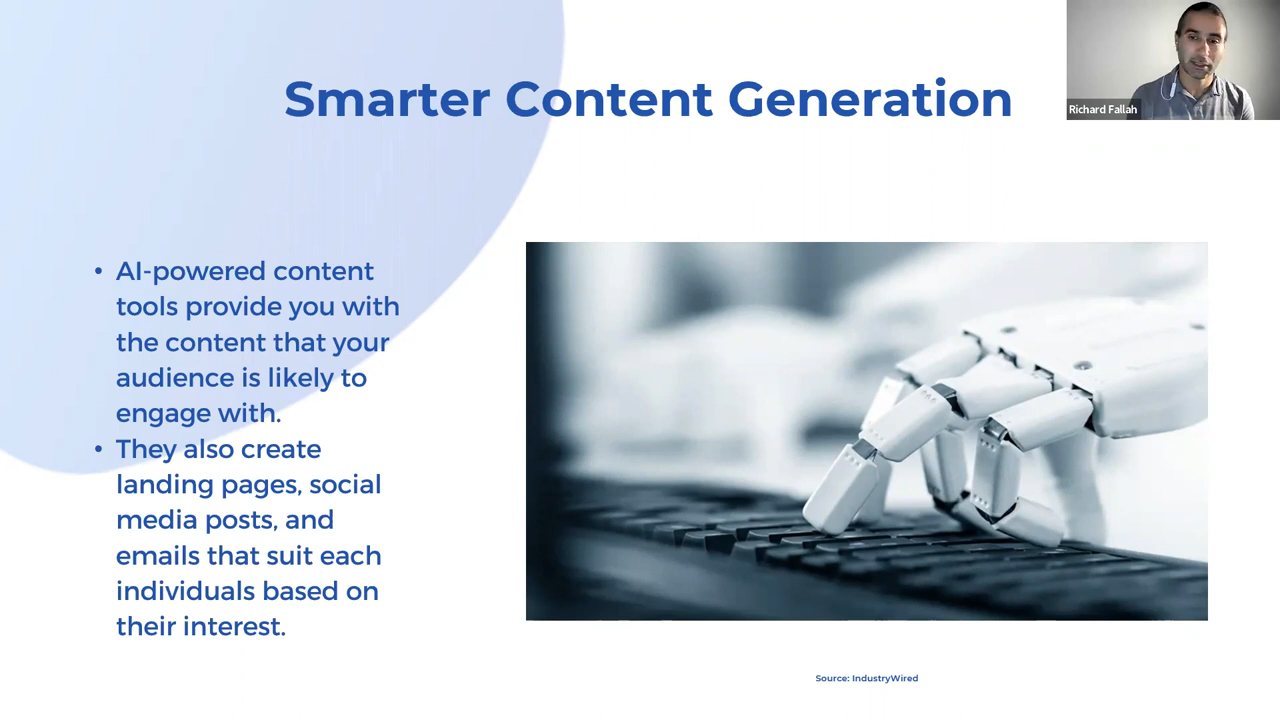 Smarter Content Generation
Richard Fallah
• AI-powered content
tools provide you with
the content that your
audience is likely to
engage with.
• They also create
landing pages, social
media posts, and
emails that suit each
individuals based on
their interest.
Source: IndustryWired